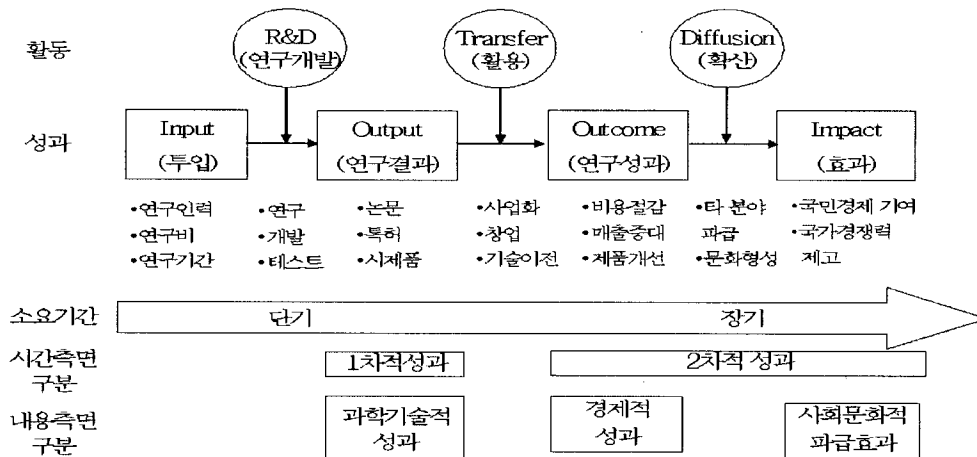 활동
R&D
(연구개발)
Transfer
(활용)
Diffusion
(확산)
성과
Input
(투입)
Output
(연구결과)
Outcome
(연구성과)
Impact
(효과)
•연구인력
•연구비
•연구기간
•연구
•개발
•테스트
•논문
•특허
•시제품
•사업화
•창업
•기술이전
•비용절감
•매출증대
•제품개선
•타 분야
파급
•문화형성
•국민경제 기여
•국가경쟁력
제고
소요기간
단기
장기
시간측면
구분
1차적성과
2차적 성과
내용측면
구분
과학기술적
성과
경제적
성과
사회문화적
파급효과